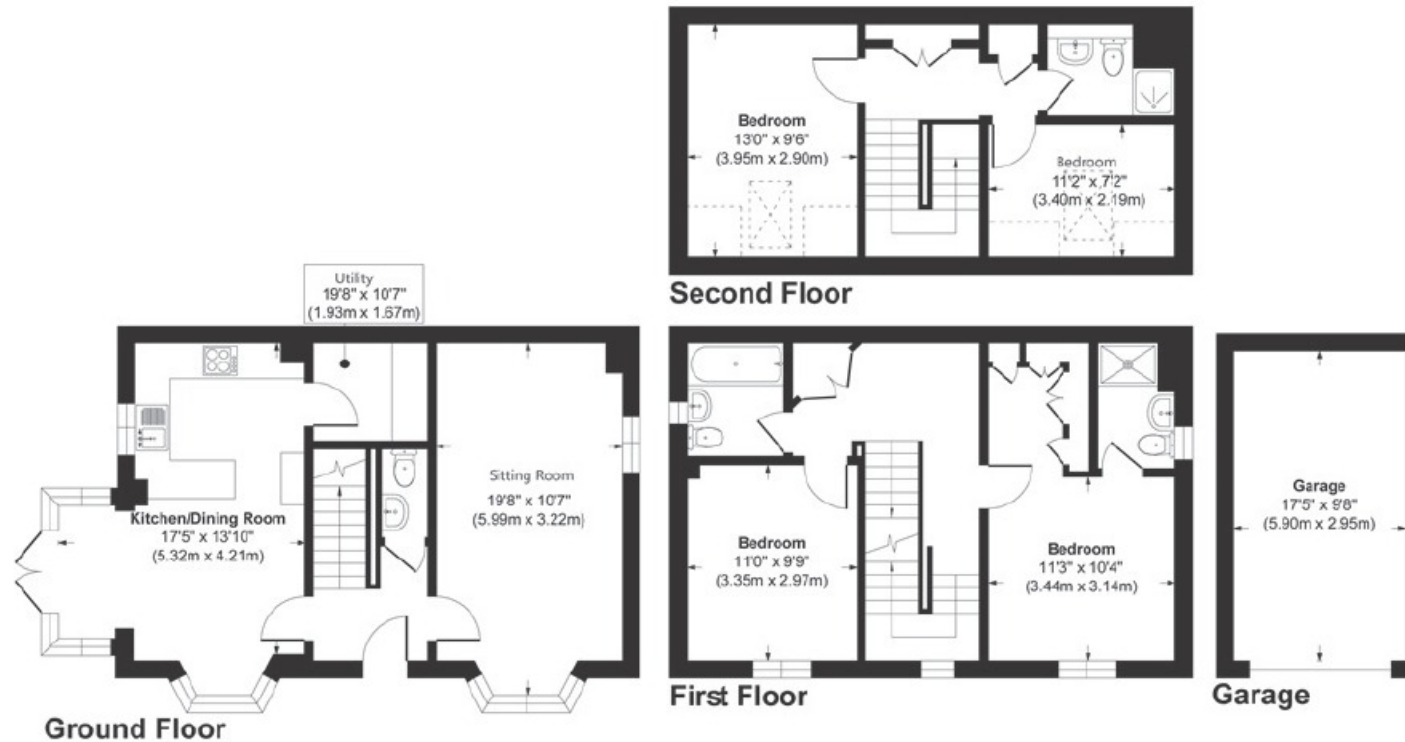 Bedroom
13'0" x 9'6"
(3.95m x 2.90m)
Bedroom
11'2" x 7'2"
(3.40m x 2.19m)
Second Floor
Utility
19'8" x 10'7"
(1.93m x 1.67m)
Kitchen/Dining Room
17'5" x 13'10"
(5.32m x 4.21m)
Sitting Room
19'8" x 10'7"
(5.99m x 3.22m)
Ground Floor
Bedroom
11'0" x 9'9"
(3.35m x 2.97m)
Bedroom
11'3" x 10'4"
(3.44m x 3.14m)
First Floor
Garage
17'5" x 9'8"
(5.90m x 2.95m)
Garage